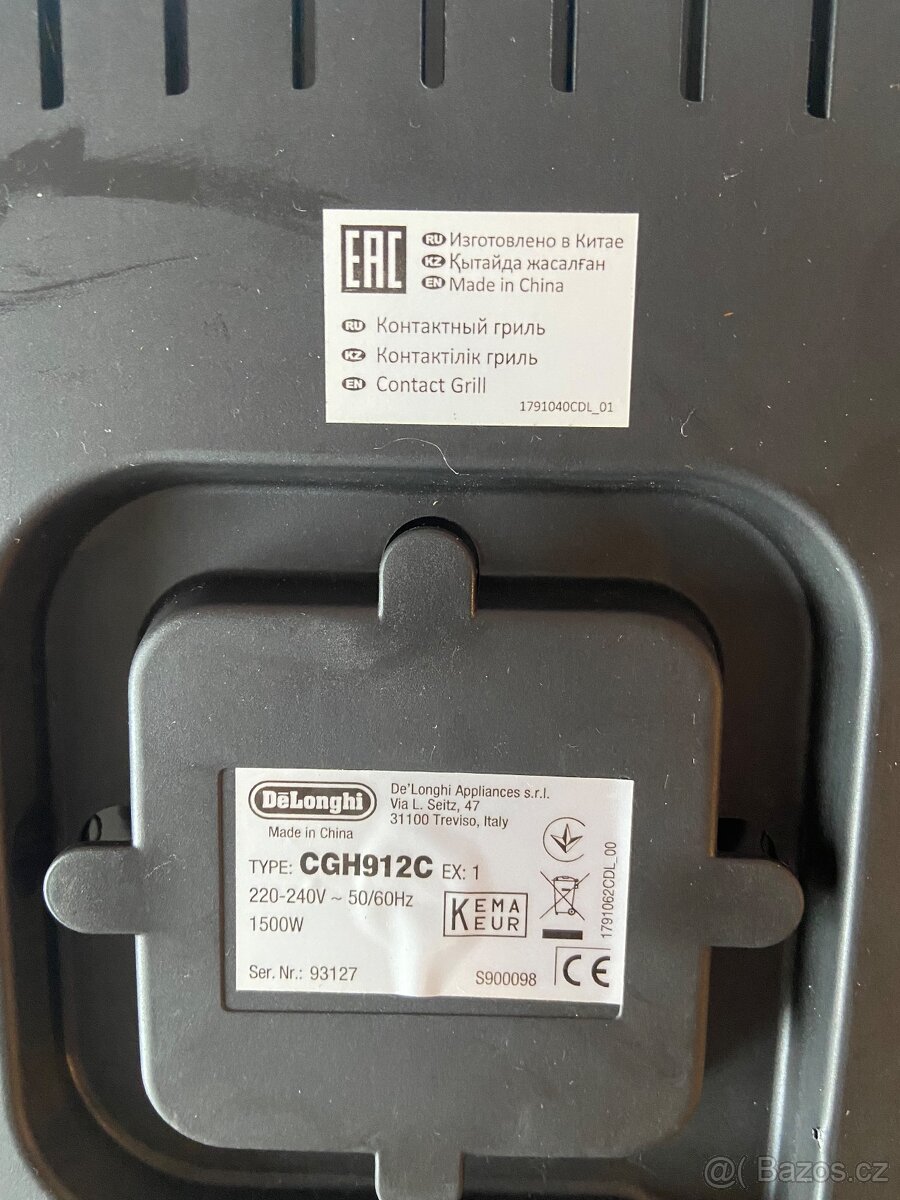 EAC
RU Изготовлено в Китае
KZ Қытайда жасалған
EN Made in China
RU Контактный гриль
KZ Контактілік гриль
EN Contact Grill
1791040CDL_01
DeLonghi
Made in China
De'Longhi Appliances s.r.l.
Via L. Seitz, 47
31100 Treviso, Italy
TYPE: CGH912C EX: 1
220-240V ~ 50/60Hz
1500W
KEMA
KEUR
1791062CDL_00
Ser. Nr.: 93127
S900098
CE
@( Bazos.cz